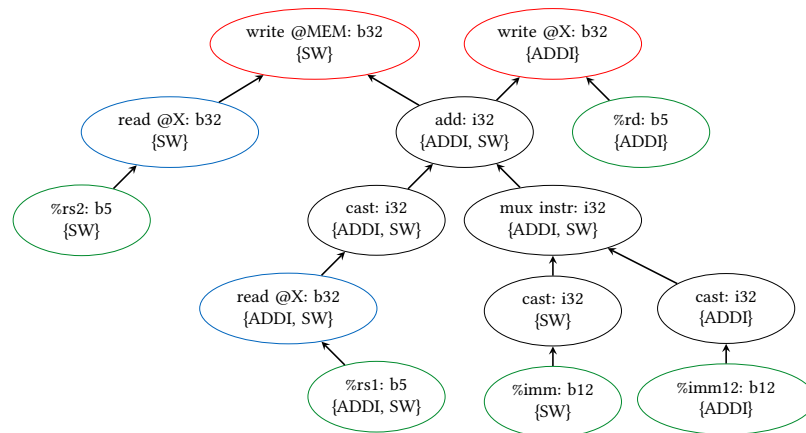 write @MEM: b32
{SW}
write @X: b32
{ADDI}
read @X: b32
{SW}
add: i32
{ADDI, SW}
%rd: b5
{ADDI}
%rs2: b5
{SW}
cast: i32
{ADDI, SW}
mux instr: i32
{ADDI, SW}
read @X: b32
{ADDI, SW}
cast: i32
{SW}
cast: i32
{ADDI}
%rs1: b5
{ADDI, SW}
%imm: b12
{SW}
%imm12: b12
{ADDI}